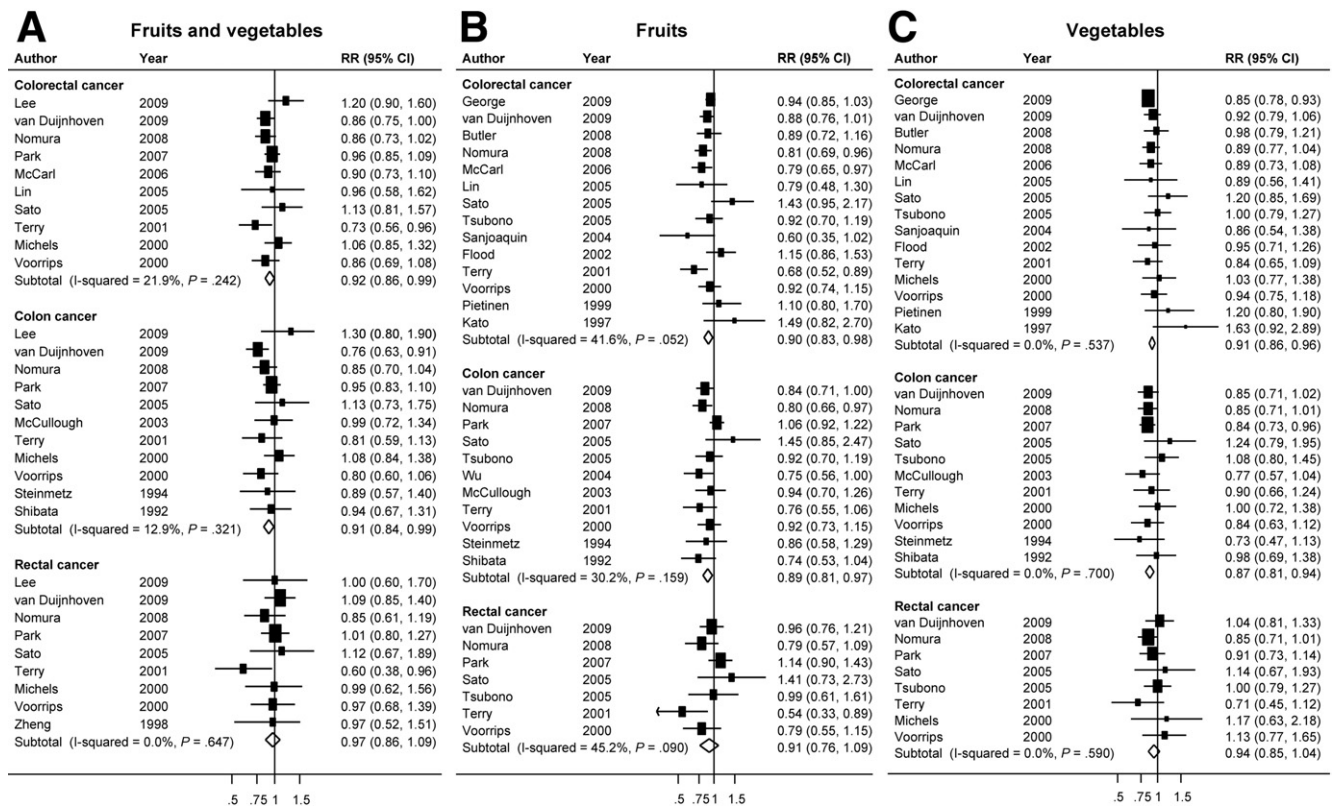 A Fruits and vegetables
Author Year RR (95% CI)
Colorectal cancer
Lee 2009 1.20 (0.90, 1.60)
van Duijnhoven 2009 0.86 (0.75, 1.00)
Nomura 2008 0.86 (0.73, 1.02)
Park 2007 0.96 (0.85, 1.09)
McCarl 2006 0.90 (0.73, 1.10)
Lin 2005 0.96 (0.58, 1.62)
Sato 2005 1.13 (0.81, 1.57)
Terry 2001 0.73 (0.56, 0.96)
Michels 2000 1.06 (0.85, 1.32)
Voorrips 2000 0.86 (0.69, 1.08)
Subtotal (I-squared = 21.9%, P = .242) 0.92 (0.86, 0.99)
Colon cancer
Lee 2009 1.30 (0.80, 1.90)
van Duijnhoven 2009 0.76 (0.63, 0.91)
Nomura 2008 0.85 (0.70, 1.04)
Park 2007 0.95 (0.83, 1.10)
Sato 2005 1.13 (0.73, 1.75)
McCullough 2003 0.99 (0.72, 1.34)
Terry 2001 0.81 (0.59, 1.13)
Michels 2000 1.08 (0.84, 1.38)
Voorrips 2000 0.80 (0.60, 1.06)
Steinmetz 1994 0.89 (0.57, 1.40)
Shibata 1992 0.94 (0.67, 1.31)
Subtotal (I-squared = 12.9%, P = .321) 0.91 (0.84, 0.99)
Rectal cancer
Lee 2009 1.00 (0.60, 1.70)
van Duijnhoven 2009 1.09 (0.85, 1.40)
Nomura 2008 0.85 (0.61, 1.19)
Park 2007 1.01 (0.80, 1.27)
Sato 2005 1.12 (0.67, 1.89)
Terry 2001 0.60 (0.38, 0.96)
Michels 2000 0.99 (0.62, 1.56)
Voorrips 2000 0.97 (0.68, 1.39)
Zheng 1998 0.97 (0.52, 1.51)
Subtotal (I-squared = 0.0%, P = .647) 0.97 (0.86, 1.09)
.5 .75 1 1.5
B Fruits
Author Year RR (95% CI)
Colorectal cancer
George 2009 0.94 (0.85, 1.03)
van Duijnhoven 2009 0.88 (0.76, 1.01)
Butler 2008 0.89 (0.72, 1.16)
Nomura 2008 0.81 (0.69, 0.96)
McCarl 2006 0.79 (0.65, 0.97)
Lin 2005 0.79 (0.48, 1.30)
Sato 2005 1.43 (0.95, 2.17)
Tsubono 2005 0.92 (0.70, 1.19)
Sanjoaquin 2004 0.60 (0.35, 1.02)
Flood 2002 1.15 (0.86, 1.53)
Terry 2001 0.68 (0.52, 0.89)
Voorrips 2000 0.92 (0.74, 1.15)
Pietinen 1999 1.10 (0.80, 1.70)
Kato 1997 1.49 (0.82, 2.70)
Subtotal (I-squared = 41.6%, P = .052) 0.90 (0.83, 0.98)
Colon cancer
van Duijnhoven 2009 0.84 (0.71, 1.00)
Nomura 2008 0.80 (0.66, 0.97)
Park 2007 1.06 (0.92, 1.22)
Sato 2005 1.45 (0.85, 2.47)
Tsubono 2005 0.92 (0.70, 1.19)
Wu 2004 0.75 (0.56, 1.00)
McCullough 2003 0.94 (0.70, 1.26)
Terry 2001 0.76 (0.55, 1.06)
Voorrips 2000 0.92 (0.73, 1.15)
Steinmetz 1994 0.86 (0.58, 1.29)
Shibata 1992 0.74 (0.53, 1.04)
Subtotal (I-squared = 30.2%, P = .159) 0.89 (0.81, 0.97)
Rectal cancer
van Duijnhoven 2009 0.96 (0.76, 1.21)
Nomura 2008 0.79 (0.57, 1.09)
Park 2007 1.14 (0.90, 1.43)
Sato 2005 1.41 (0.73, 2.73)
Tsubono 2005 0.99 (0.61, 1.61)
Terry 2001 0.54 (0.33, 0.89)
Voorrips 2000 0.79 (0.55, 1.15)
Subtotal (I-squared = 45.2%, P = .090) 0.91 (0.76, 1.09)
.5 .75 1 1.5
C Vegetables
Author Year RR (95% CI)
Colorectal cancer
George 2009 0.85 (0.78, 0.93)
van Duijnhoven 2009 0.92 (0.79, 1.06)
Butler 2008 0.98 (0.79, 1.21)
Nomura 2008 0.89 (0.77, 1.04)
McCarl 2006 0.89 (0.73, 1.08)
Lin 2005 0.89 (0.56, 1.41)
Sato 2005 1.20 (0.85, 1.69)
Tsubono 2005 1.00 (0.79, 1.27)
Sanjoaquin 2004 0.86 (0.54, 1.38)
Flood 2002 0.95 (0.71, 1.26)
Terry 2001 0.84 (0.65, 1.09)
Michels 2000 1.03 (0.77, 1.38)
Voorrips 2000 0.94 (0.75, 1.18)
Pietinen 1999 1.20 (0.80, 1.90)
Kato 1997 1.63 (0.92, 2.89)
Subtotal (I-squared = 0.0%, P = .537) 0.91 (0.86, 0.96)
Colon cancer
van Duijnhoven 2009 0.85 (0.71, 1.02)
Nomura 2008 0.85 (0.71, 1.01)
Park 2007 0.84 (0.73, 0.96)
Sato 2005 1.24 (0.79, 1.95)
Tsubono 2005 1.08 (0.80, 1.45)
McCullough 2003 0.77 (0.57, 1.04)
Terry 2001 0.90 (0.66, 1.24)
Michels 2000 1.00 (0.72, 1.38)
Voorrips 2000 0.84 (0.63, 1.12)
Steinmetz 1994 0.73 (0.47, 1.13)
Shibata 1992 0.98 (0.69, 1.38)
Subtotal (I-squared = 0.0%, P = .700) 0.87 (0.81, 0.94)
Rectal cancer
van Duijnhoven 2009 1.04 (0.81, 1.33)
Nomura 2008 0.85 (0.71, 1.01)
Park 2007 0.91 (0.73, 1.14)
Sato 2005 1.14 (0.67, 1.93)
Tsubono 2005 1.00 (0.79, 1.27)
Terry 2001 0.71 (0.45, 1.12)
Michels 2000 1.17 (0.63, 2.18)
Voorrips 2000 1.13 (0.77, 1.65)
Subtotal (I-squared = 0.0%, P = .590) 0.94 (0.85, 1.04)
.5 .75 1 1.5